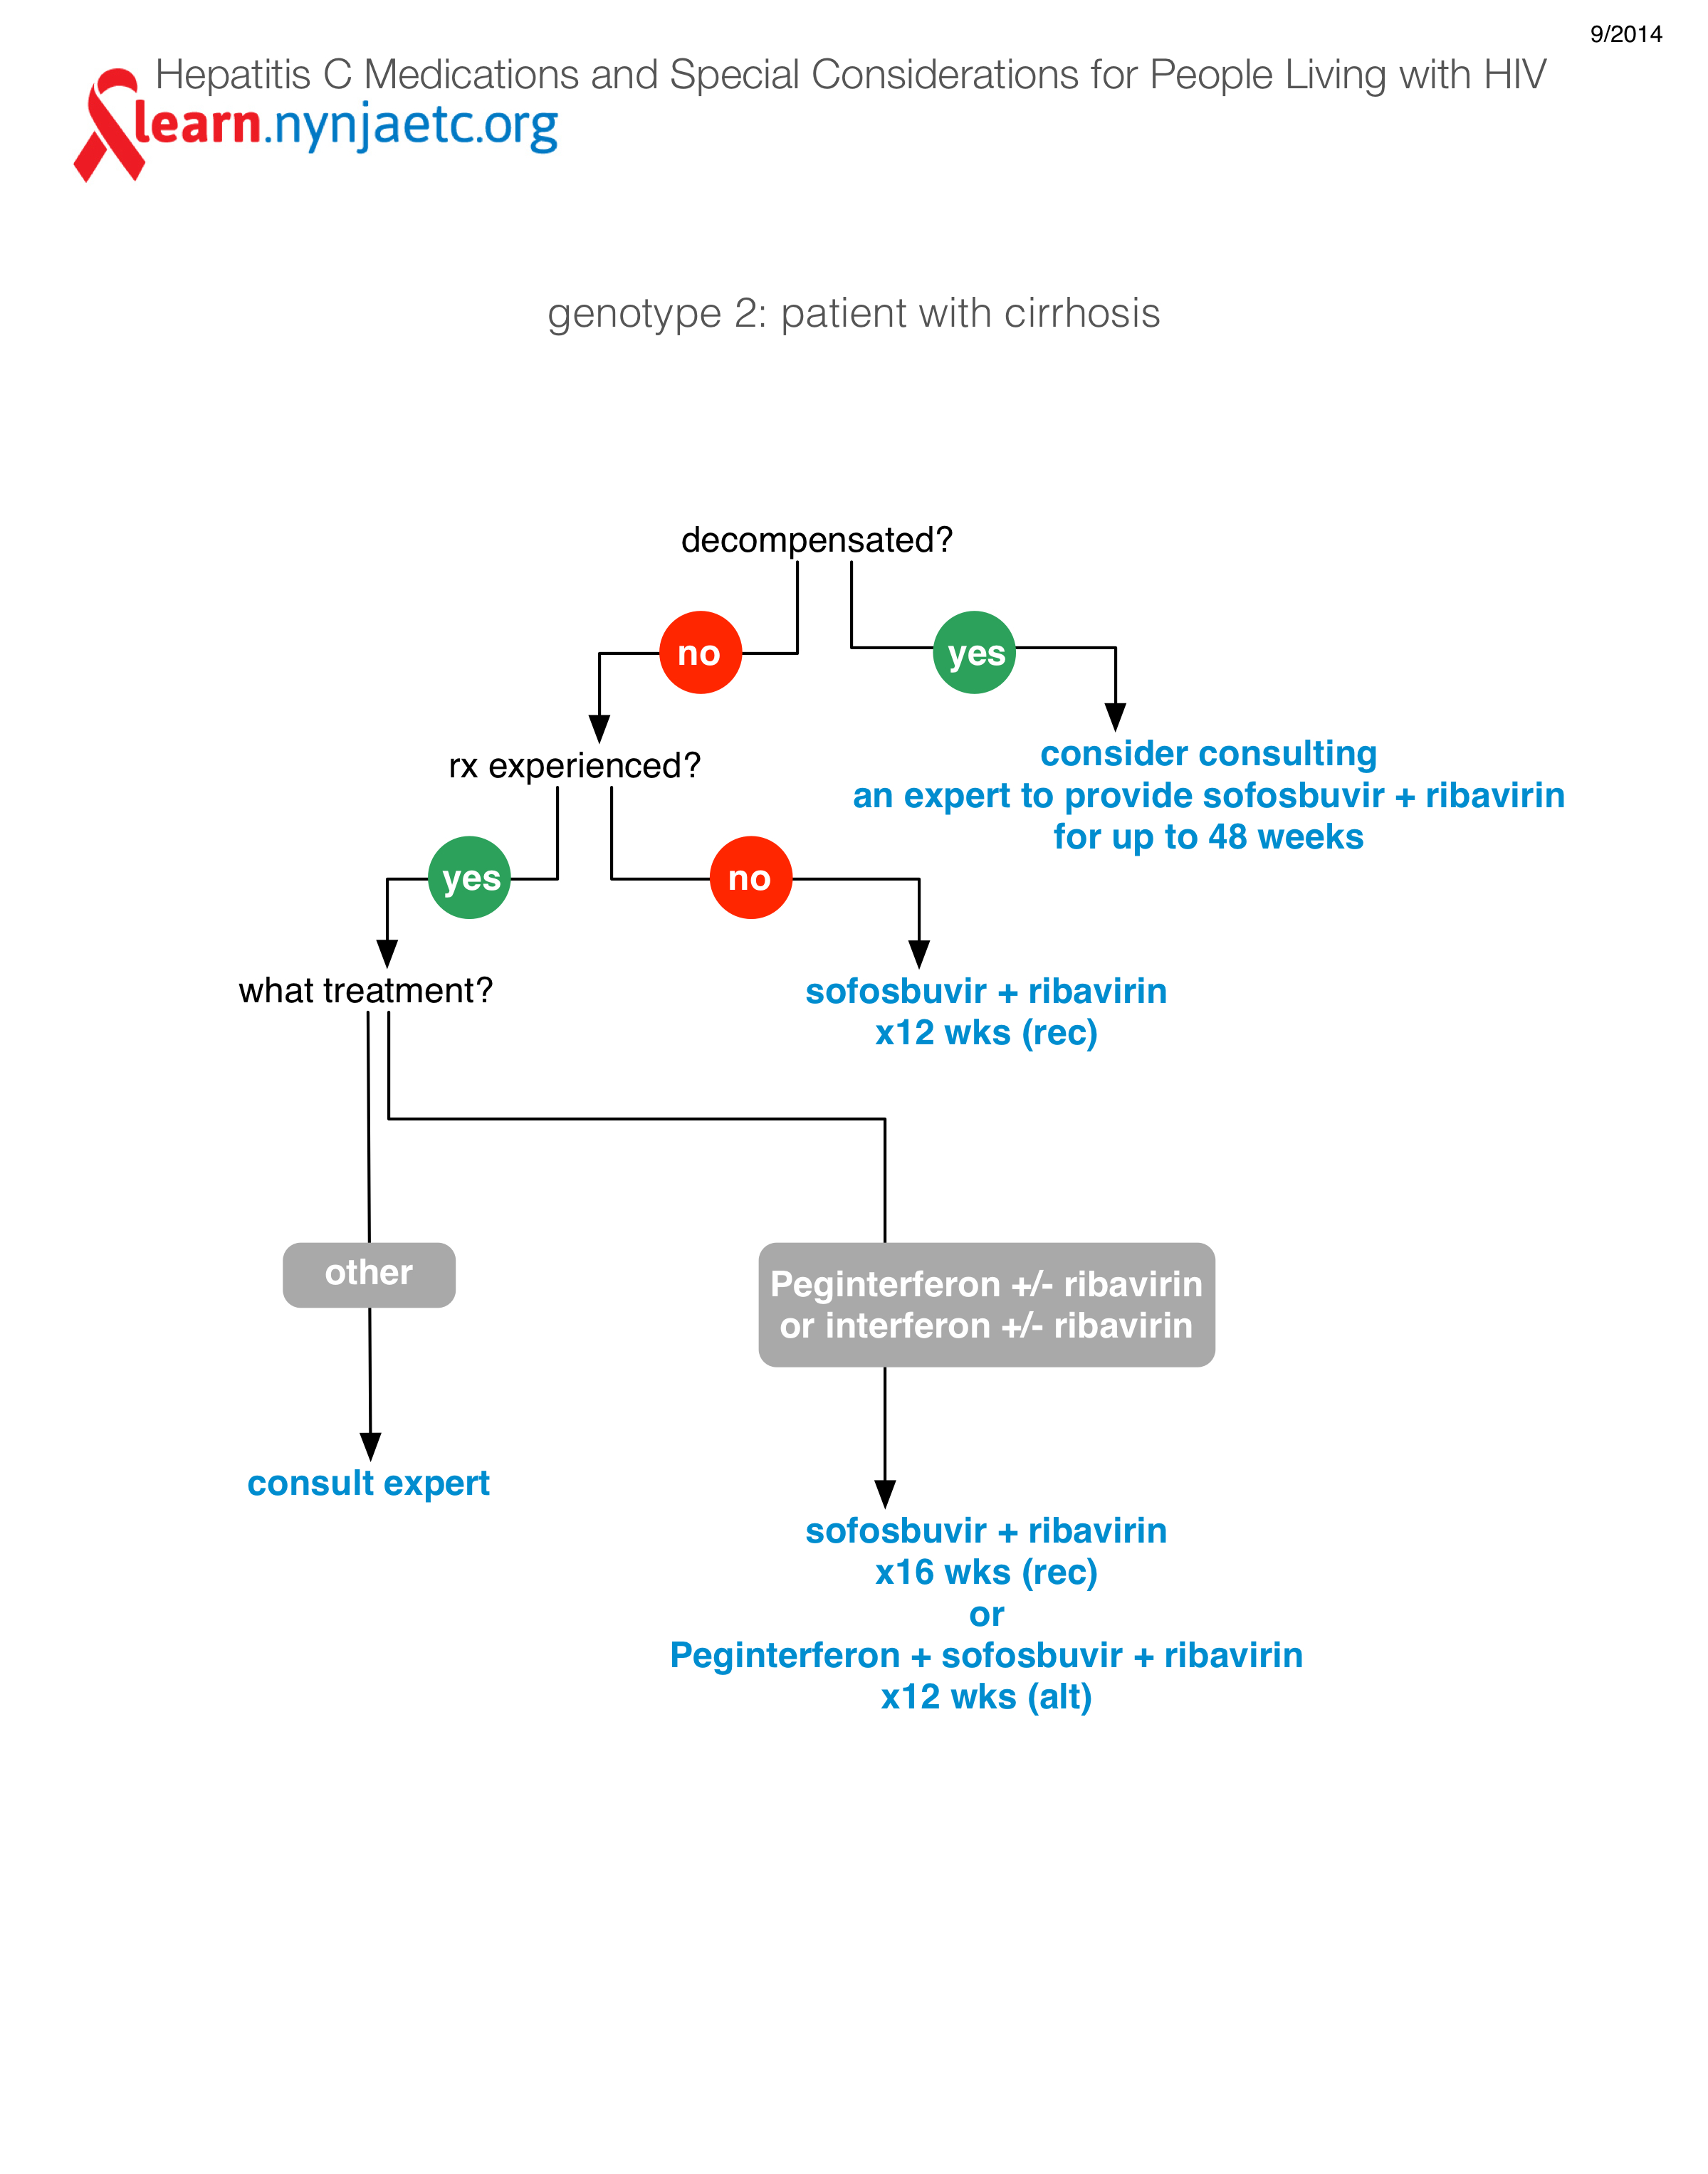 9/2014
Hepatitis C Medications and Special Considerations for People Living with HIV
learn.nynjaetc.org
genotype 2: patient with cirrhosis
decompensated?
no
yes
rx experienced?
consider consulting
an expert to provide sofosbuvir + ribavirin
for up to 48 weeks
yes
no
what treatment?
sofosbuvir + ribavirin
x12 wks (rec)
other
Peginterferon +/- ribavirin
or interferon +/- ribavirin
consult expert
sofosbuvir + ribavirin
x16 wks (rec)
or
Peginterferon + sofosbuvir + ribavirin
x12 wks (alt)